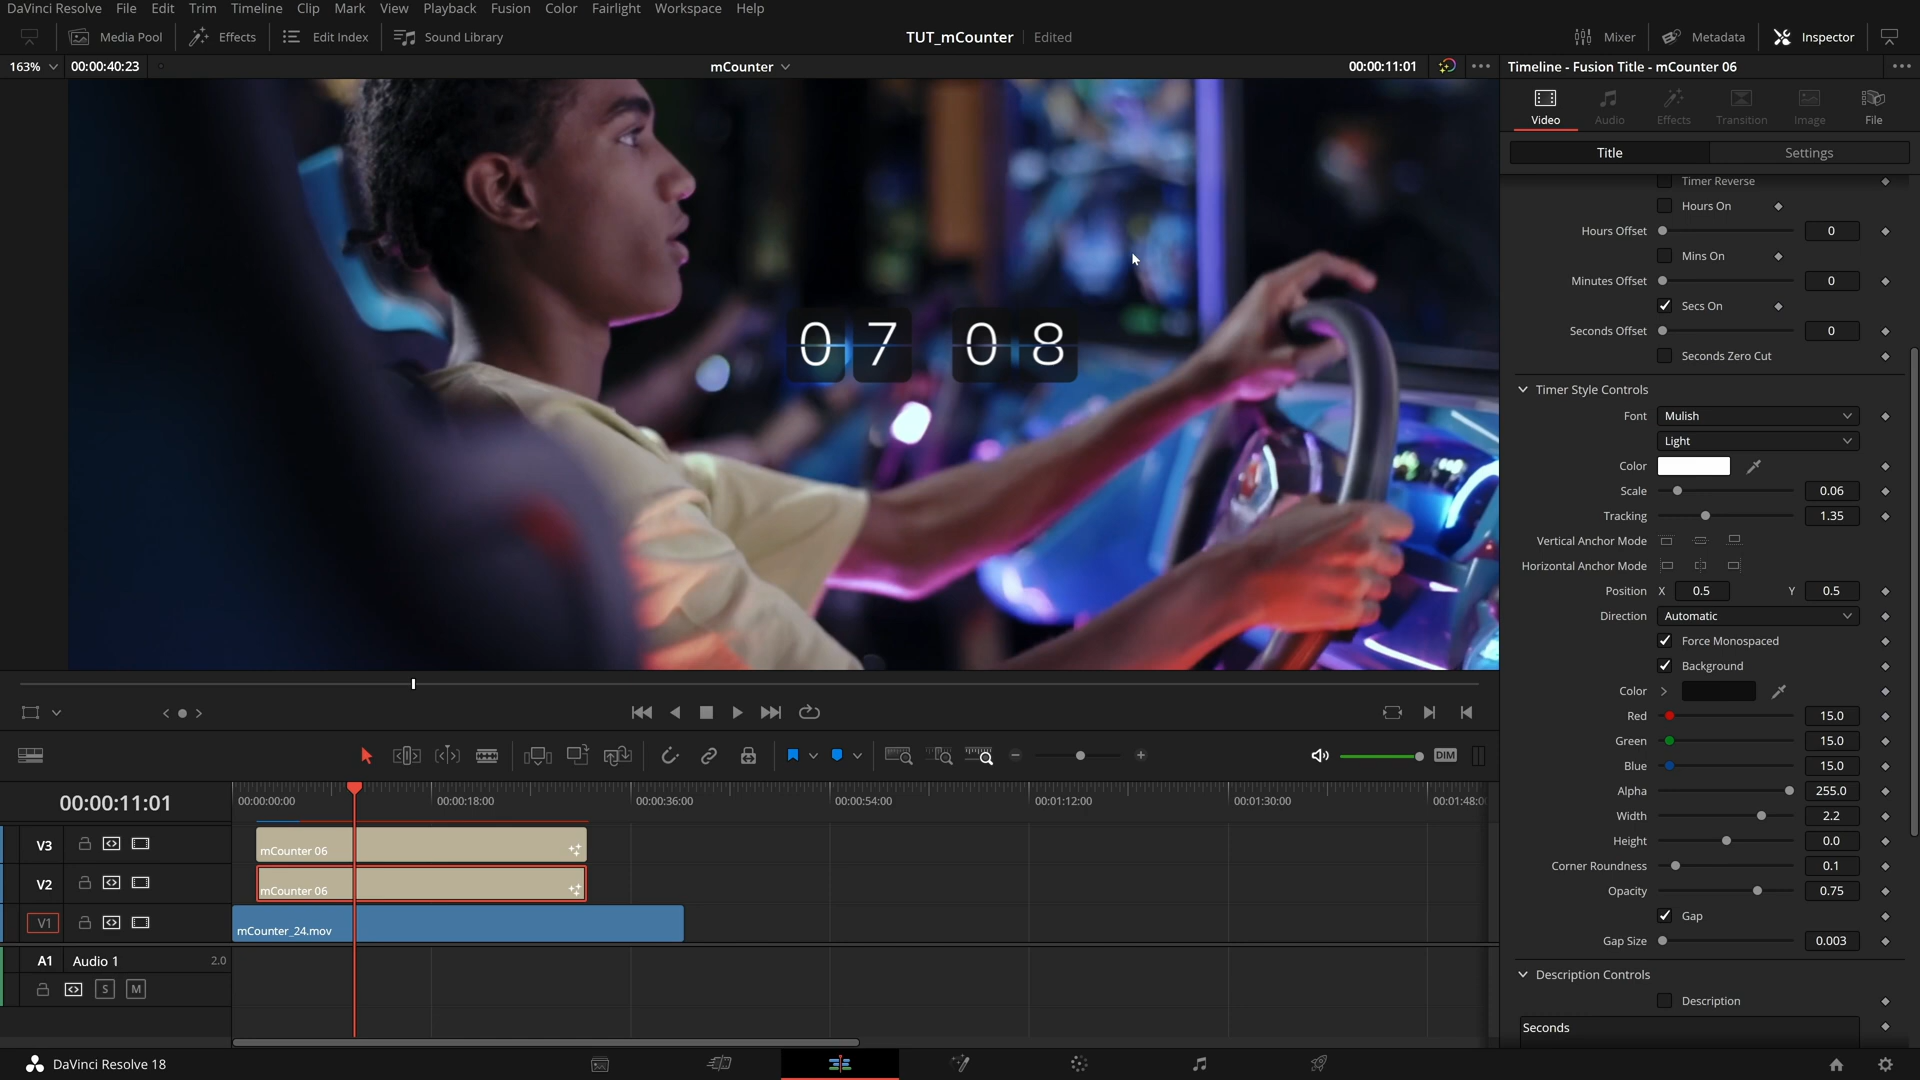 DaVinci Resolve File Edit Trim Timeline Clip Mark View Playback Fusion Color Fairlight Workspace Help
Media Pool Effects Edit Index Sound Library TUT_mCounter Edited Mixer Metadata Inspector
163% 00:00:40:23 mCounter 00:00:11:01 Timeline - Fusion Title - mCounter 06
Video Audio Effects Transition Image File
Title Settings
Timer Reverse
Hours On
Hours Offset 0
Mins On
Minutes Offset 0
Secs On
Seconds Offset 0
Seconds Zero Cut
07 08
Timer Style Controls
Font Mulish
Light
Color
Scale 0.06
Tracking 1.35
Vertical Anchor Mode
Horizontal Anchor Mode
Position X 0.5 Y 0.5
Direction Automatic
Force Monospaced
Background
Color
Red 15.0
Green 15.0
Blue 15.0
Alpha 255.0
Width 2.2
Height 0.0
Corner Roundness 0.1
Opacity 0.75
Gap
Gap Size 0.003
Description Controls
Description
Seconds
DIM
00:00:11:01 00:00:00:00 00:00:18:00 00:00:36:00 00:00:54:00 00:01:12:00 00:01:30:00
V3 mCounter 06
V2 mCounter 06
V1 mCounter_24.mov
A1 Audio 1 2.0
S M
DaVinci Resolve 18